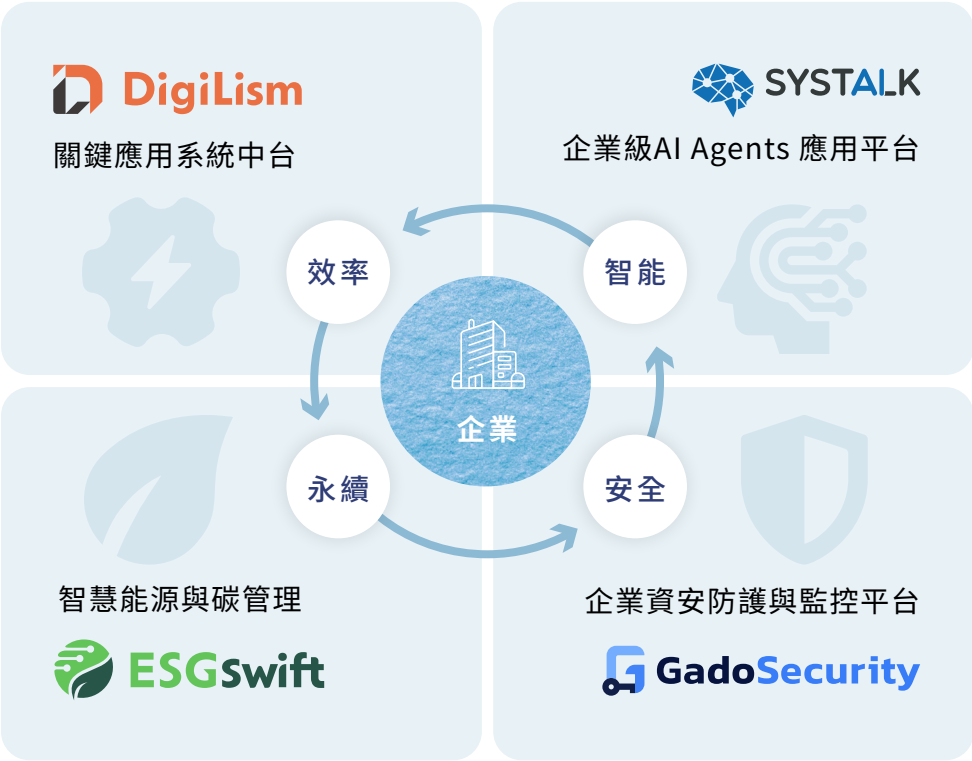 DigiLism
關鍵應用系統中台
SYSTALK
企業級AI Agents 應用平台
效率
智能
企業
永續
安全
智慧能源與碳管理
ESGswift
企業資安防護與監控平台
GadoSecurity